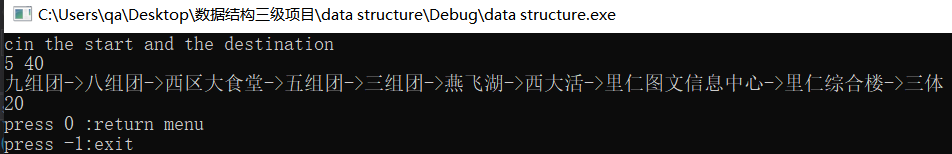 C:\Users\qa\Desktop\数据结构三级项目\data structure\Debug\data structure.exe
cin the start and the destination
5 40
九组团->八组团->西区大食堂->五组团->三组团->燕飞湖->西大活->里仁图文信息中心->里仁综合楼->三体
20
press 0 :return menu
press -1:exit